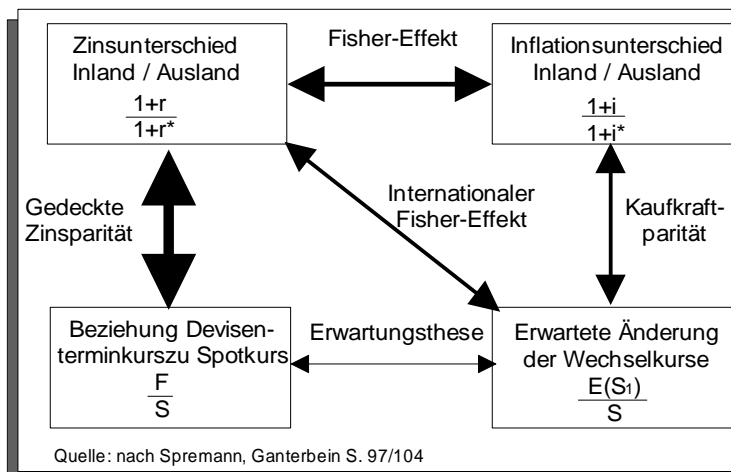 Zinsunterschied
Inland / Ausland
1+r
1+r*
Fisher-Effekt
Inflationsunterschied
Inland / Ausland
1+i
1+i*
Gedeckte
Zinsparität
Internationaler
Fisher-Effekt
Kaufkraft-
parität
Beziehung Devisen-
terminkurszu Spotkurs
F
S
Erwartungsthese
Erwartete Änderung
der Wechselkurse
E(S1)
S
Quelle: nach Spremann, Ganterbein S. 97/104